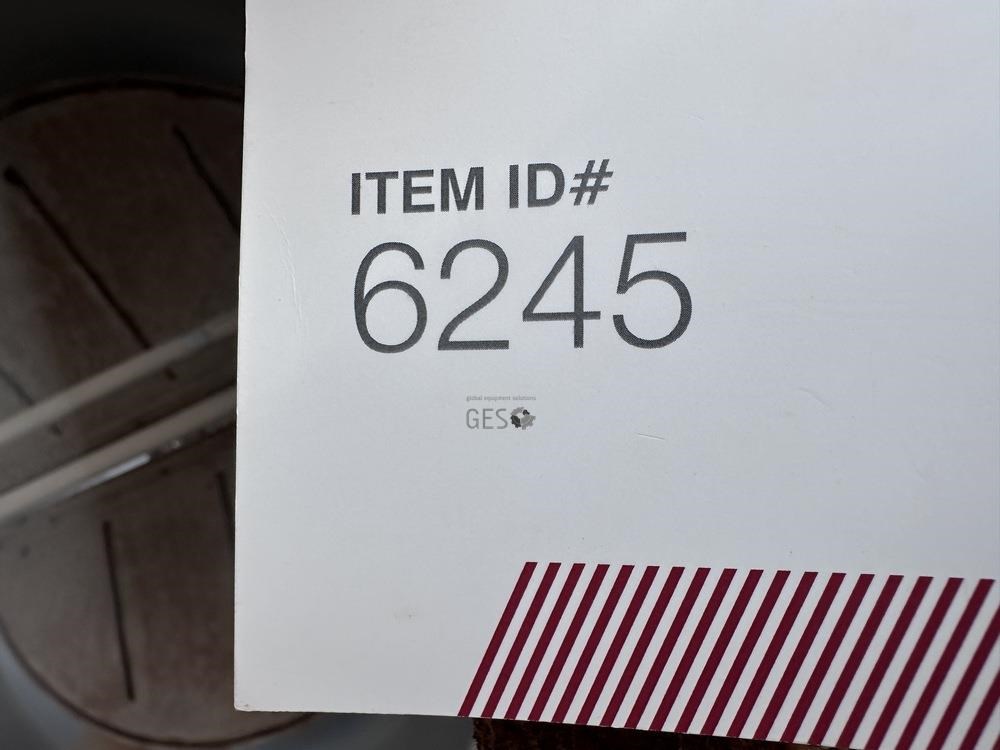 ITEM ID#
6245
global equipment solutions
GES